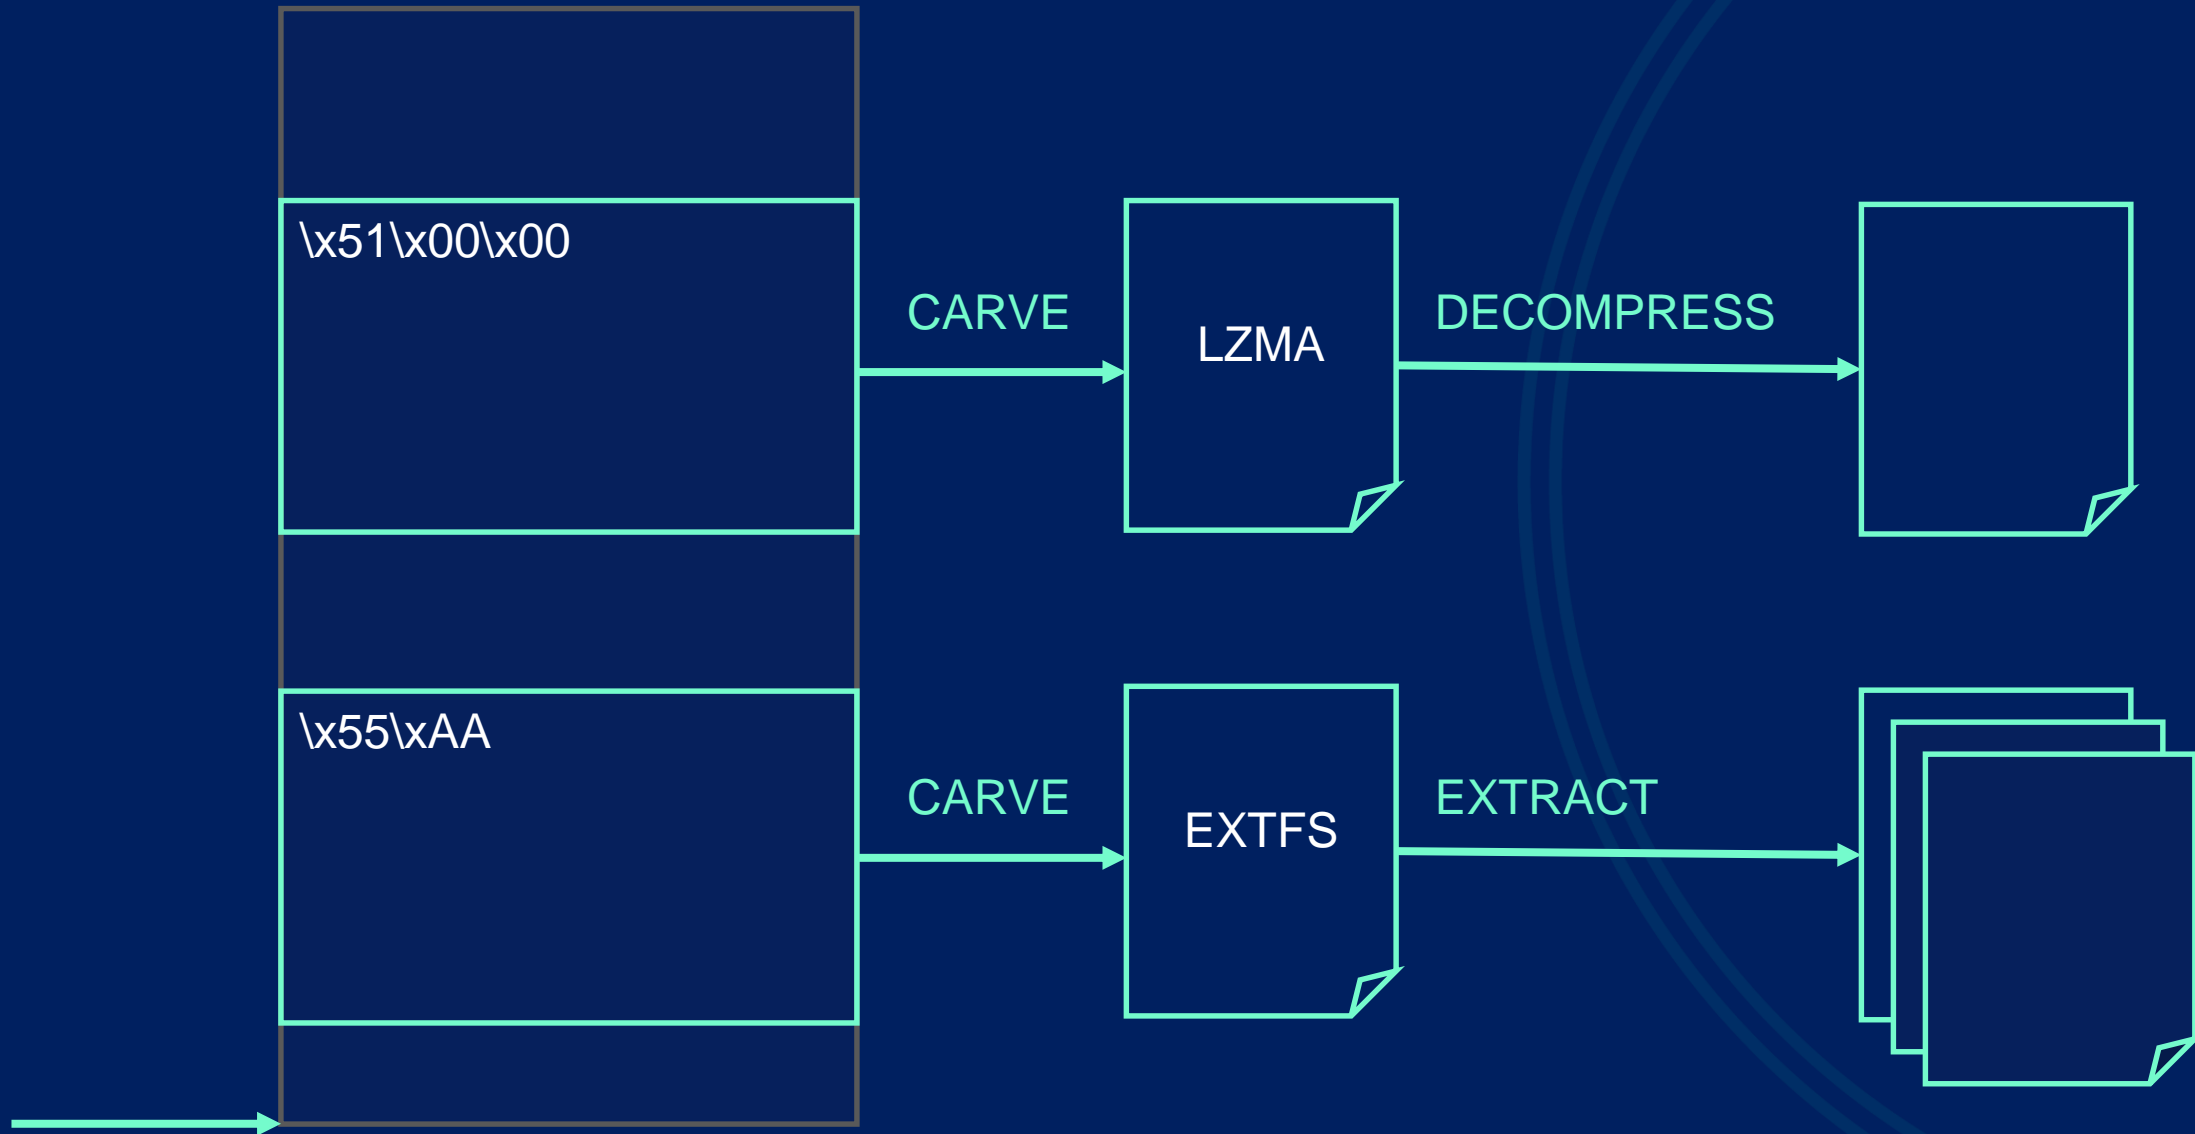 \x51\x00\x00
CARVE
LZMA
DECOMPRESS
\x55\xAA
CARVE
EXTFS
EXTRACT